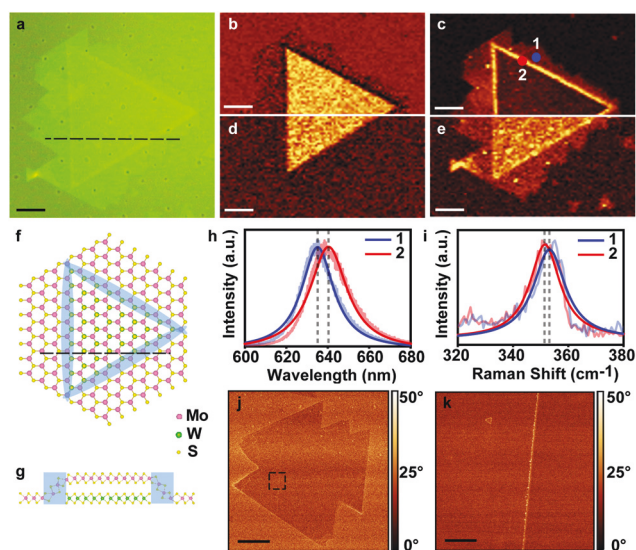 a
b
c
1
2
d
e
f
Mo
W
S
g
h
1
2
Intensity (a.u.)
600 620 640 660 680
Wavelength (nm)
i
1
2
Intensity (a.u.)
320 340 360 380
Raman Shift (cm-1)
j
50°
25°
0°
k
50°
25°
0°